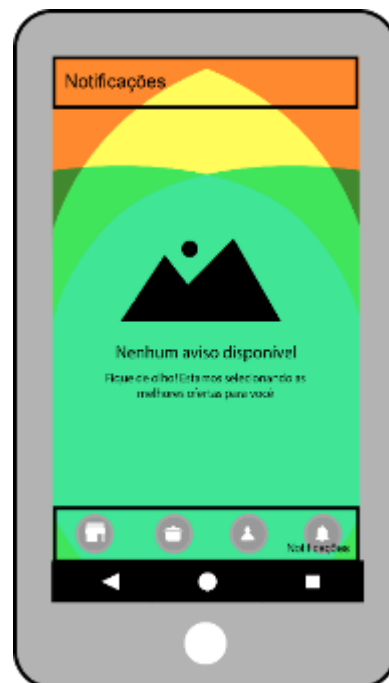 Notificações
Nenhum aviso disponível
Fique de olho! Estamos selecionando as
melhores ofertas para você
Notificações